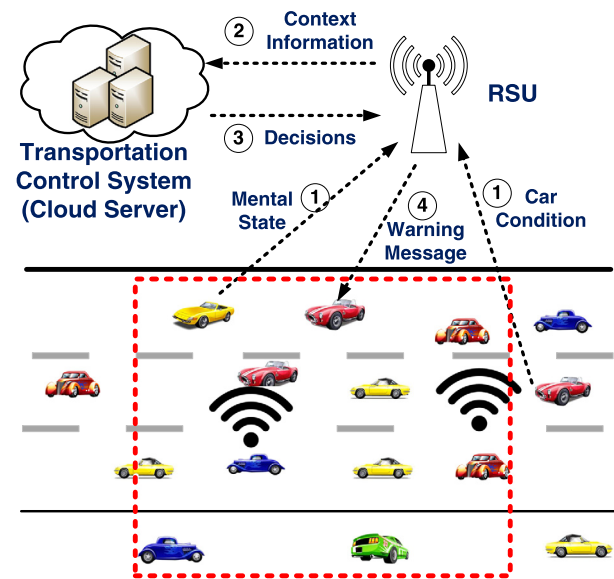 2
Context
Information
RSU
3 Decisions
Transportation
Control System
(Cloud Server)
Mental
State
1
4
Warning
Message
1
Car
Condition